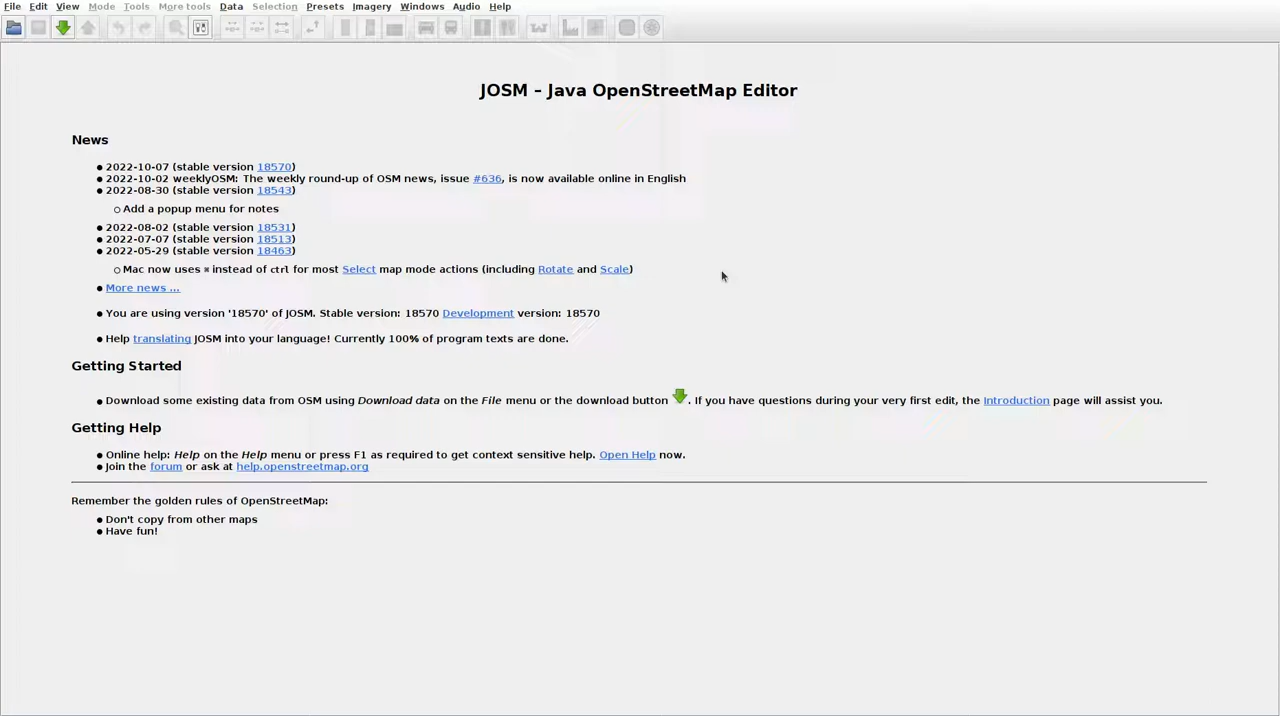 File Edit View Mode Tools More tools Data Selection Presets Imagery Windows Audio Help
JOSM – Java OpenStreetMap Editor
News
2022-10-07 (stable version 18570)
2022-10-02 weeklyOSM: The weekly round-up of OSM news, issue #636, is now available online in English
2022-08-30 (stable version 18543)
Add a popup menu for notes
2022-08-02 (stable version 18531)
2022-07-07 (stable version 18513)
2022-05-29 (stable version 18463)
Mac now uses ⌘ instead of ctrl for most Select map mode actions (including Rotate and Scale)
More news ...
You are using version '18570' of JOSM. Stable version: 18570 Development version: 18570
Help translating JOSM into your language! Currently 100% of program texts are done.
Getting Started
Download some existing data from OSM using Download data on the File menu or the download button . If you have questions during your very first edit, the Introduction page will assist you.
Getting Help
Online help: Help on the Help menu or press F1 as required to get context sensitive help. Open Help now.
Join the forum or ask at help.openstreetmap.org
Remember the golden rules of OpenStreetMap:
Don't copy from other maps
Have fun!